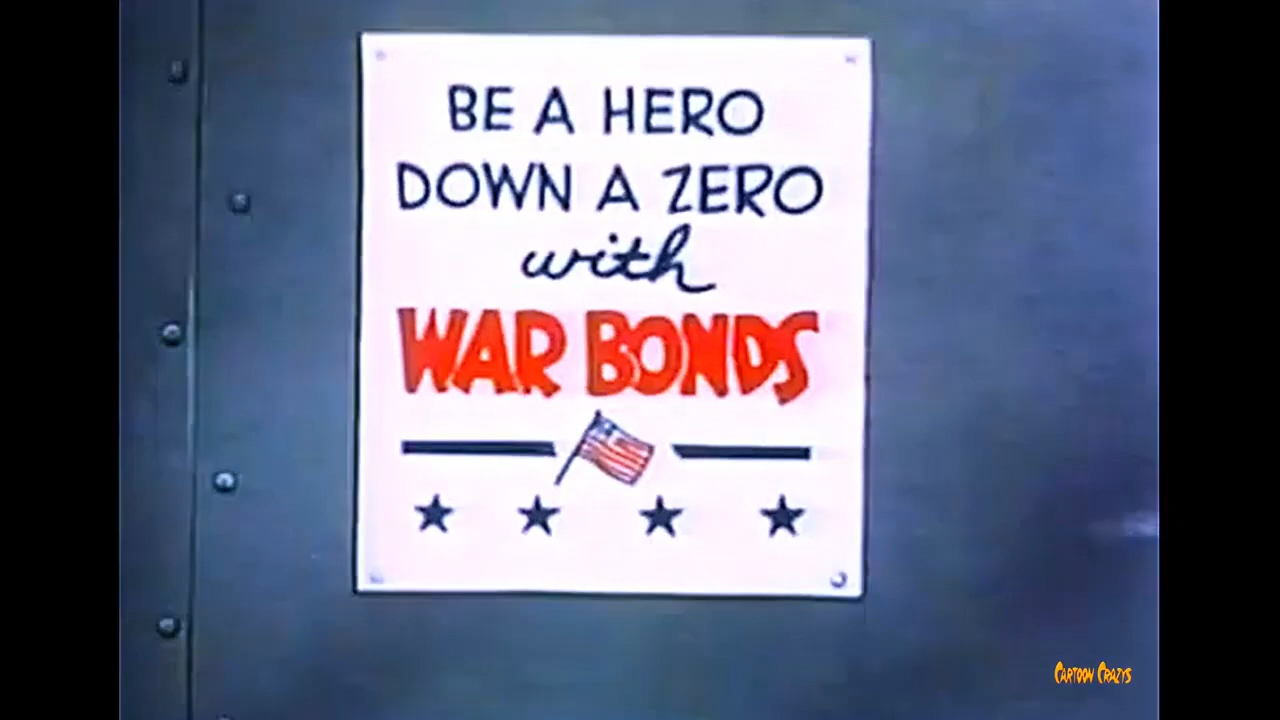 BE A HERO
DOWN A ZERO
with
WAR BONDS
CARTOON CRAZYS